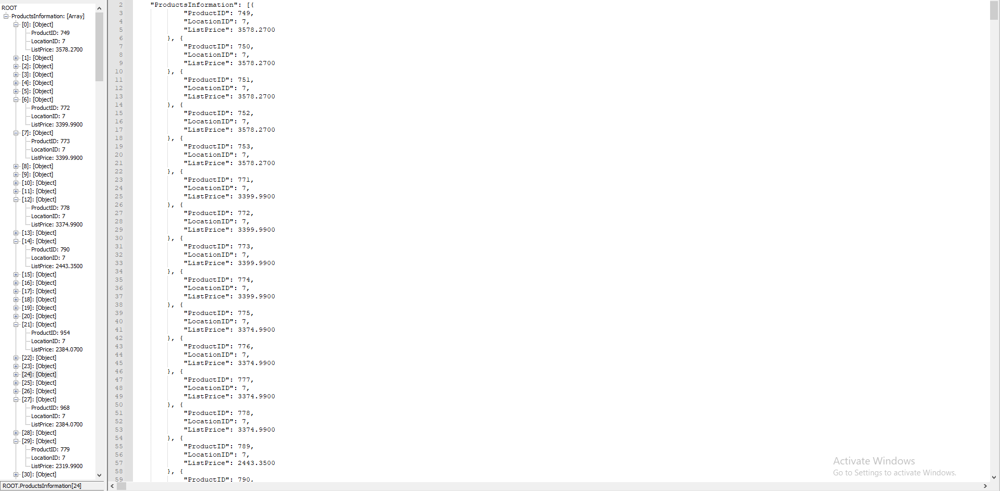 ROOT
ProductsInformation: [Array]
[0]: [Object]
ProductID: 749
LocationID: 7
ListPrice: 3578.2700
[1]: [Object]
[2]: [Object]
[3]: [Object]
[4]: [Object]
[5]: [Object]
[6]: [Object]
ProductID: 772
LocationID: 7
ListPrice: 3399.9900
[7]: [Object]
ProductID: 773
LocationID: 7
ListPrice: 3399.9900
[8]: [Object]
[9]: [Object]
[10]: [Object]
[11]: [Object]
[12]: [Object]
ProductID: 778
LocationID: 7
ListPrice: 3374.9900
[13]: [Object]
[14]: [Object]
ProductID: 790
LocationID: 7
ListPrice: 2443.3500
[15]: [Object]
[16]: [Object]
[17]: [Object]
[18]: [Object]
[19]: [Object]
[20]: [Object]
[21]: [Object]
ProductID: 954
LocationID: 7
ListPrice: 2384.0700
[22]: [Object]
[23]: [Object]
[24]: [Object]
[25]: [Object]
[26]: [Object]
[27]: [Object]
ProductID: 968
LocationID: 7
ListPrice: 2384.0700
[28]: [Object]
[29]: [Object]
ProductID: 779
LocationID: 7
ListPrice: 2319.9900
[30]: [Object]
ROOT.ProductsInformation[24]
2 "ProductsInformation": [{
3 "ProductID": 749,
4 "LocationID": 7,
5 "ListPrice": 3578.2700
6 }, {
7 "ProductID": 750,
8 "LocationID": 7,
9 "ListPrice": 3578.2700
10 }, {
11 "ProductID": 751,
12 "LocationID": 7,
13 "ListPrice": 3578.2700
14 }, {
15 "ProductID": 752,
16 "LocationID": 7,
17 "ListPrice": 3578.2700
18 }, {
19 "ProductID": 753,
20 "LocationID": 7,
21 "ListPrice": 3578.2700
22 }, {
23 "ProductID": 771,
24 "LocationID": 7,
25 "ListPrice": 3399.9900
26 }, {
27 "ProductID": 772,
28 "LocationID": 7,
29 "ListPrice": 3399.9900
30 }, {
31 "ProductID": 773,
32 "LocationID": 7,
33 "ListPrice": 3399.9900
34 }, {
35 "ProductID": 774,
36 "LocationID": 7,
37 "ListPrice": 3399.9900
38 }, {
39 "ProductID": 775,
40 "LocationID": 7,
41 "ListPrice": 3374.9900
42 }, {
43 "ProductID": 776,
44 "LocationID": 7,
45 "ListPrice": 3374.9900
46 }, {
47 "ProductID": 777,
48 "LocationID": 7,
49 "ListPrice": 3374.9900
50 }, {
51 "ProductID": 778,
52 "LocationID": 7,
53 "ListPrice": 3374.9900
54 }, {
55 "ProductID": 789,
56 "LocationID": 7,
57 "ListPrice": 2443.3500
58 }, {
59 "ProductID": 790,
Activate Windows
Go to Settings to activate Windows.